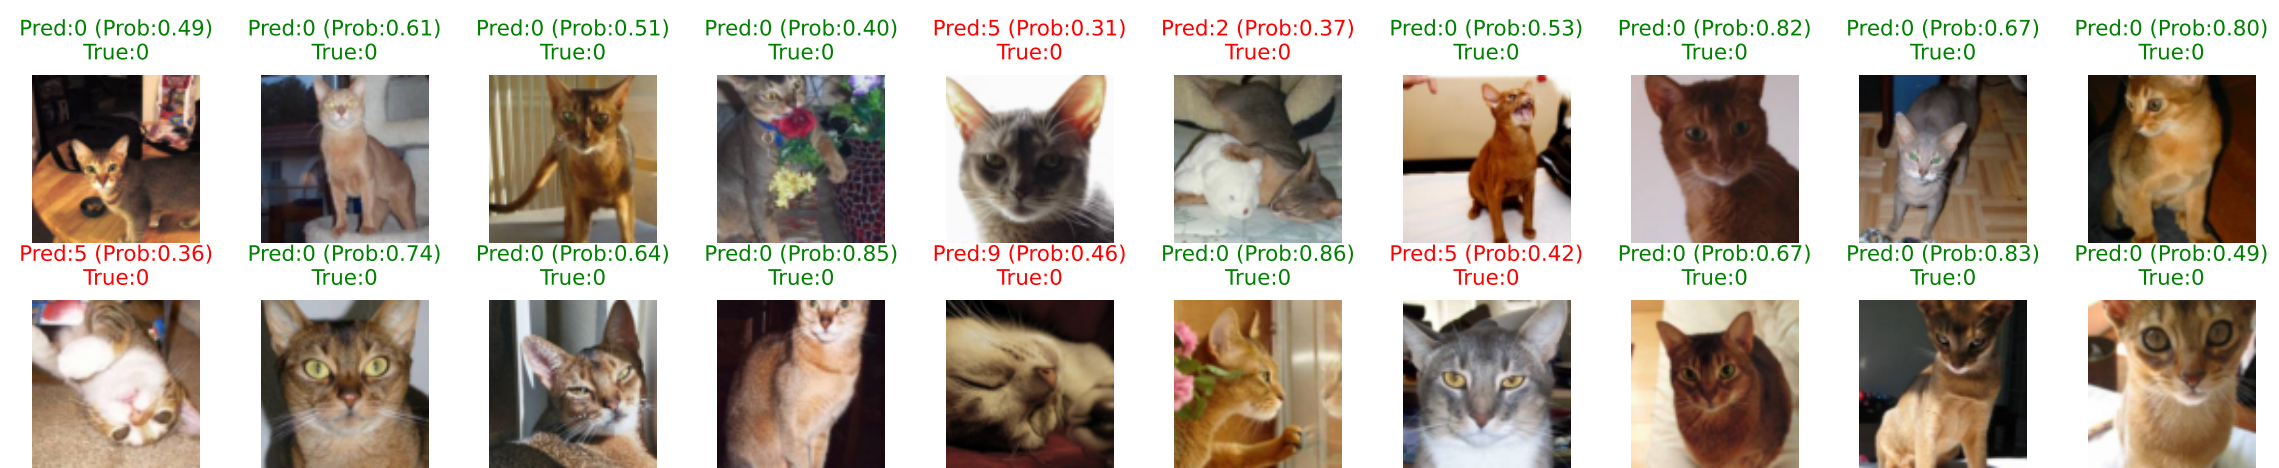 Pred:0 (Prob:0.49) Pred:0 (Prob:0.61) Pred:0 (Prob:0.51) Pred:0 (Prob:0.40) Pred:5 (Prob:0.31) Pred:2 (Prob:0.37) Pred:0 (Prob:0.53) Pred:0 (Prob:0.82) Pred:0 (Prob:0.67) Pred:0 (Prob:0.80)
True:0 True:0 True:0 True:0 True:0 True:0 True:0 True:0 True:0 True:0
Pred:5 (Prob:0.36) Pred:0 (Prob:0.74) Pred:0 (Prob:0.64) Pred:0 (Prob:0.85) Pred:9 (Prob:0.46) Pred:0 (Prob:0.86) Pred:5 (Prob:0.42) Pred:0 (Prob:0.67) Pred:0 (Prob:0.83) Pred:0 (Prob:0.49)
True:0 True:0 True:0 True:0 True:0 True:0 True:0 True:0 True:0 True:0